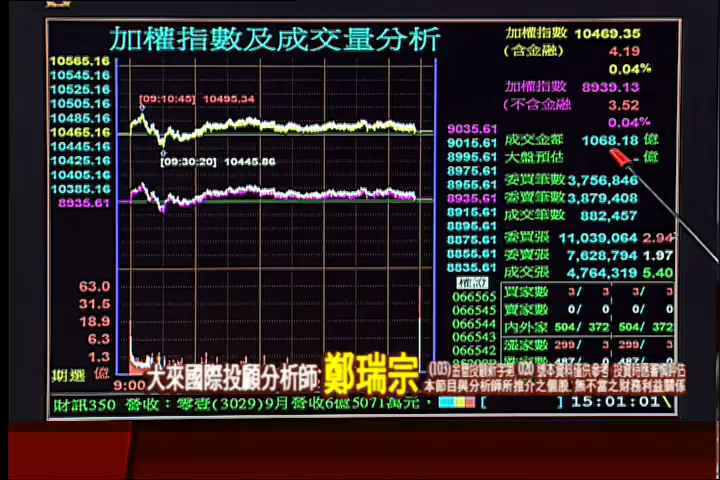 加權指數及成交量分析
加權指數 10469.35
(含金融) 4.19
0.04%
加權指數 8939.13
(不含金融 3.52
0.04%
成交金額 1068.18 億
大盤預估 - 億
委買筆數 3,756,846
委賣筆數 3,879,408
成交筆數 882,457
委買張 11,039,064 2.94
委賣張 7,628,794 1.97
成交張 4,764,319 5.40
買家數 3/ 3 3/ 3
賣家數 0/ 0 0/ 0
內外家 504/ 372 504/ 372
漲家數 299/ 3 299/ 3
10565.16
10545.16
10525.16
10505.16
10485.16
10465.16
10445.16
10425.16
10405.16
10385.16
8935.61
[09:10:45] 10495.34
[09:30:20] 10445.86
9035.61
9015.61
8995.61
8975.61
8955.61
8935.61
8915.61
8895.61
8875.61
8855.61
8835.61
權證
066565
066545
066544
066543
066542
63.0
31.5
18.9
6.3
1.3
億
期選
9:00
大來國際投顧分析師 鄭瑞宗
本節目與分析師所推介之個股 無不當之財務利益關係
財訊350 營收：零壹(3029)9月營收6億5071萬元，
[ ] 15:01:01